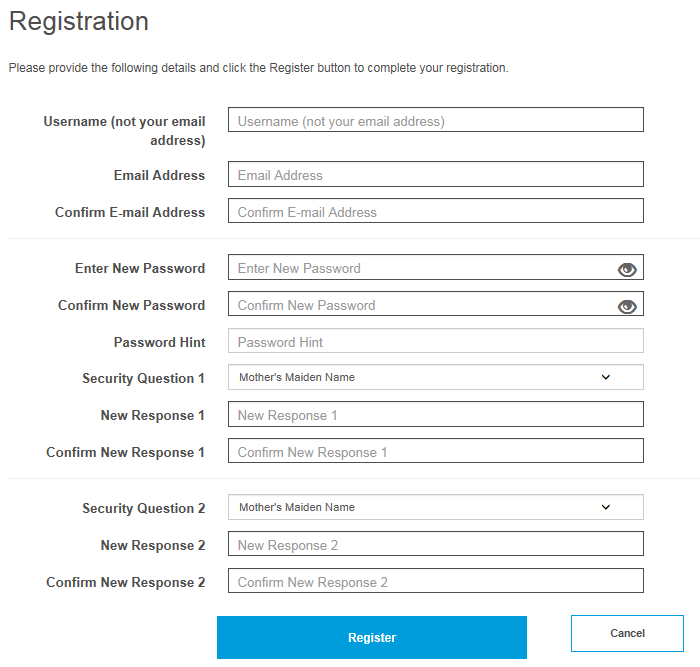 Registration
Please provide the following details and click the Register button to complete your registration.
Username (not your email address)
Username (not your email
address)
Email Address
Email Address
Confirm E-mail Address
Confirm E-mail Address
Enter New Password
Enter New Password
Confirm New Password
Confirm New Password
Password Hint
Password Hint
Security Question 1
Mother's Maiden Name
New Response 1
New Response 1
Confirm New Response 1
Confirm New Response 1
Security Question 2
Mother's Maiden Name
New Response 2
New Response 2
Confirm New Response 2
Confirm New Response 2
Register
Cancel